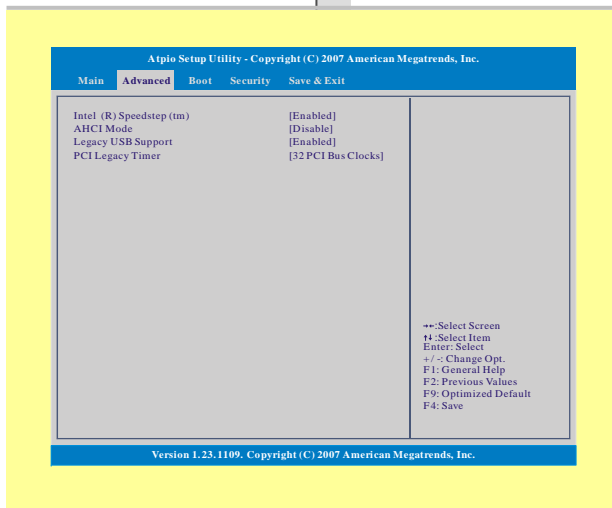 Atpio Setup Utility - Copyright (C) 2007 American Megatrends, Inc.
Main Advanced Boot Security Save & Exit
Intel (R) Speedstep (tm) [Enabled]
AHCI Mode [Disable]
Legacy USB Support [Enabled]
PCI Legacy Timer [32 PCI Bus Clocks]
→←:Select Screen
↑↓:Select Item
Enter: Select
+/-: Change Opt.
F1: General Help
F2: Previous Values
F9: Optimized Default
F4: Save
Version 1.23.1109. Copyright (C) 2007 American Megatrends, Inc.